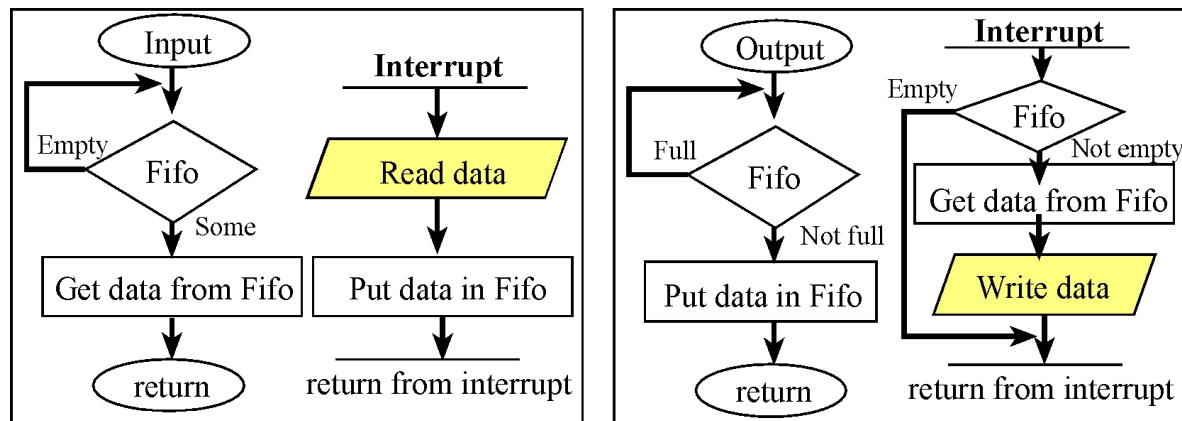 Input
Empty
Fifo
Some
Get data from Fifo
return
Interrupt
Read data
Put data in Fifo
return from interrupt
Output
Full
Fifo
Not full
Put data in Fifo
return
Interrupt
Empty
Fifo
Not empty
Get data from Fifo
Write data
return from interrupt